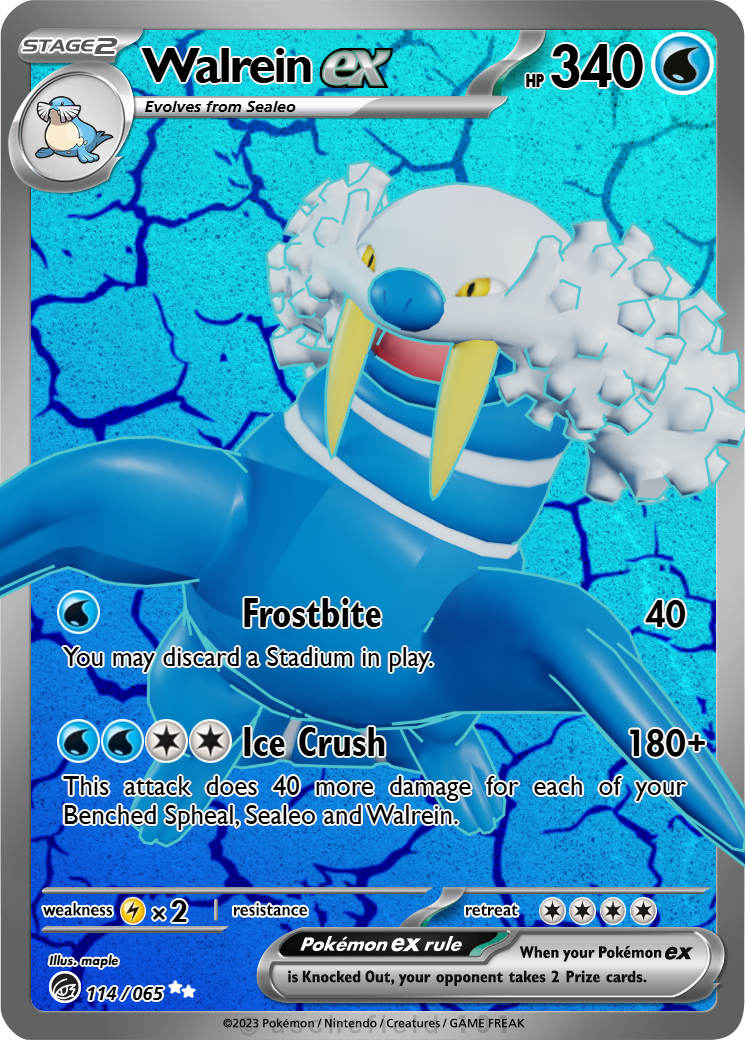 STAGE2
Walrein ex HP 340
Evolves from Sealeo
Frostbite 40
You may discard a Stadium in play.
Ice Crush 180+
This attack does 40 more damage for each of your
Benched Spheal, Sealeo and Walrein.
weakness ×2 resistance retreat
Illus. maple
114/065
Pokémon ex rule
When your Pokémon ex
is Knocked Out, your opponent takes 2 Prize cards.
©2023 Pokémon / Nintendo / Creatures / GAME FREAK